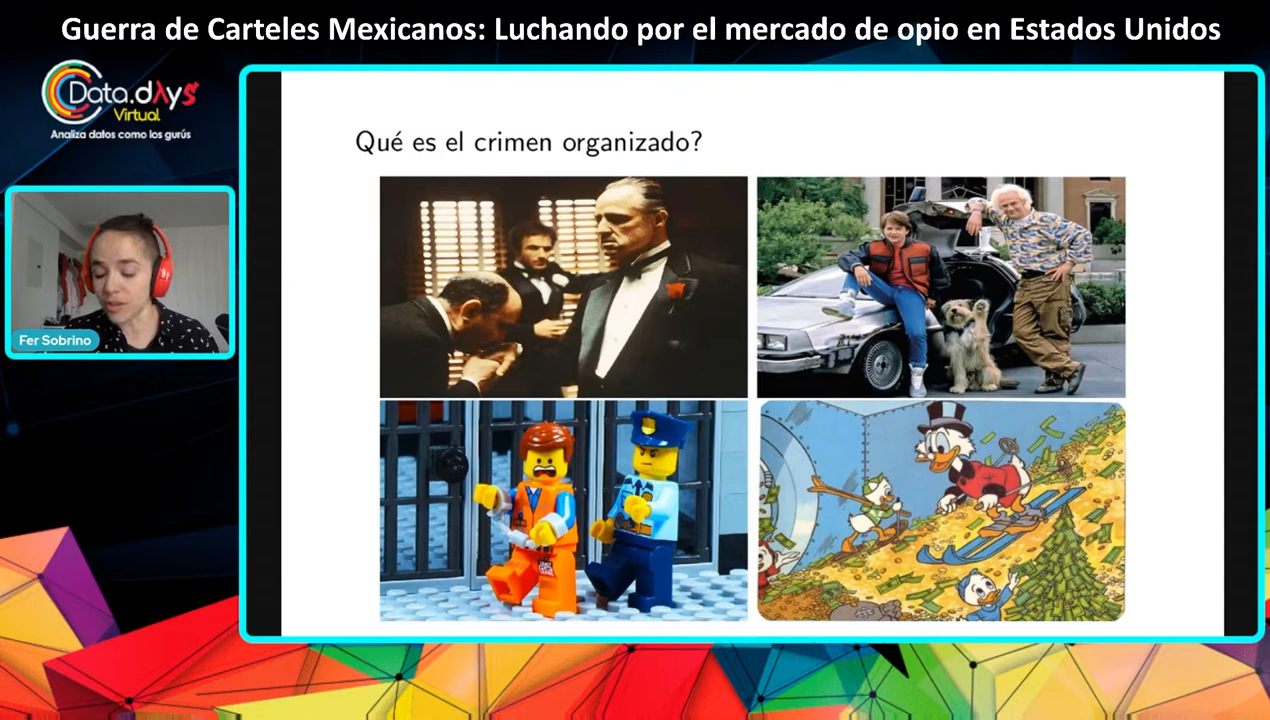 Guerra de Carteles Mexicanos: Luchando por el mercado de opio en Estados Unidos
Data.dAys
Virtual
Analiza datos como los gurús
Qué es el crimen organizado?
Fer Sobrino